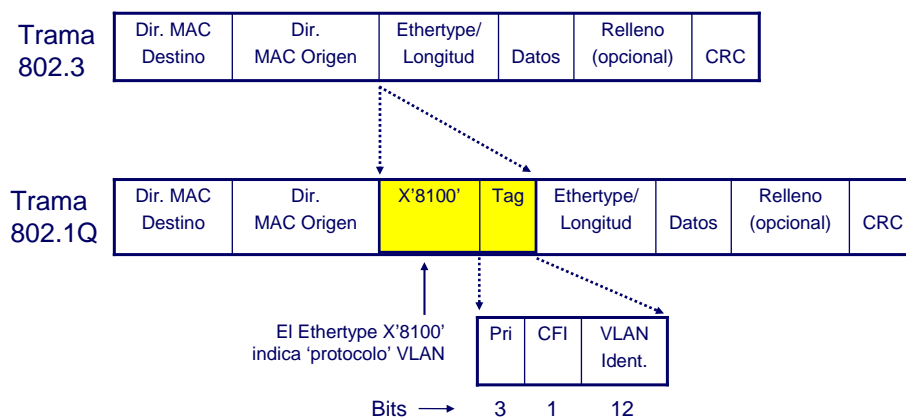 Trama
802.3
Dir. MAC
Destino
Dir.
MAC Origen
Ethertype/
Longitud
Datos
Relleno
(opcional)
CRC
Trama
802.1Q
Dir. MAC
Destino
Dir.
MAC Origen
X'8100'
Tag
Ethertype/
Longitud
Datos
Relleno
(opcional)
CRC
El Ethertype X'8100'
indica ‘protocolo’ VLAN
Pri
CFI
VLAN
Ident.
Bits
3
1
12